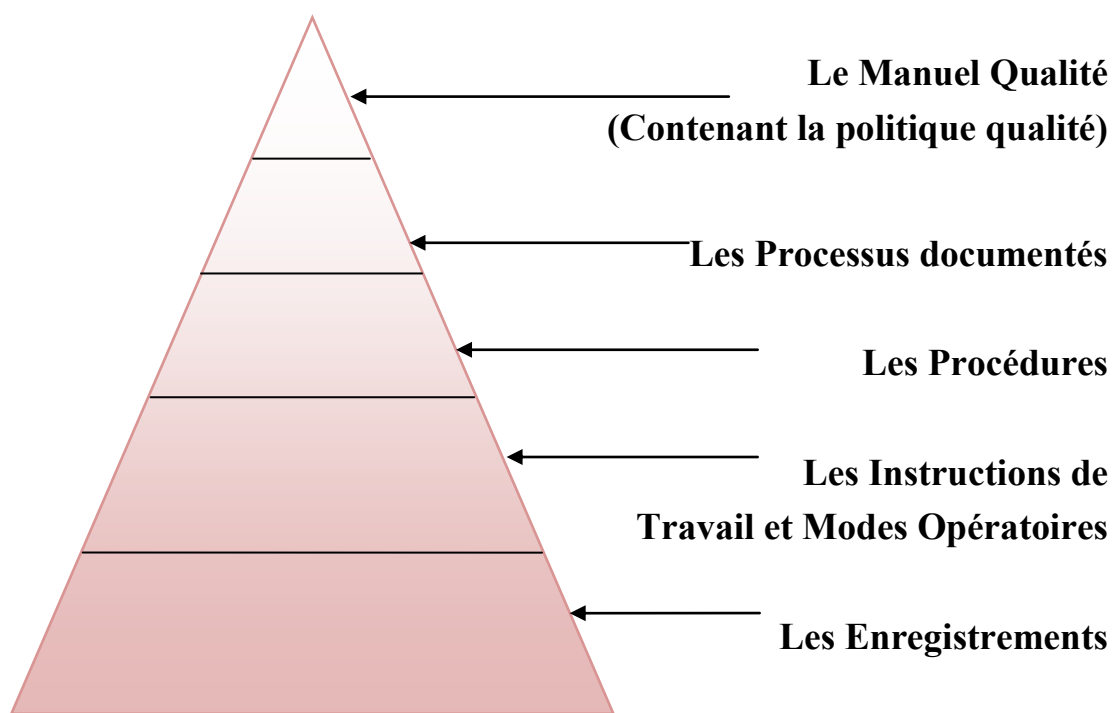 Le Manuel Qualité
(Contenant la politique qualité)
Les Processus documentés
Les Procédures
Les Instructions de
Travail et Modes Opératoires
Les Enregistrements